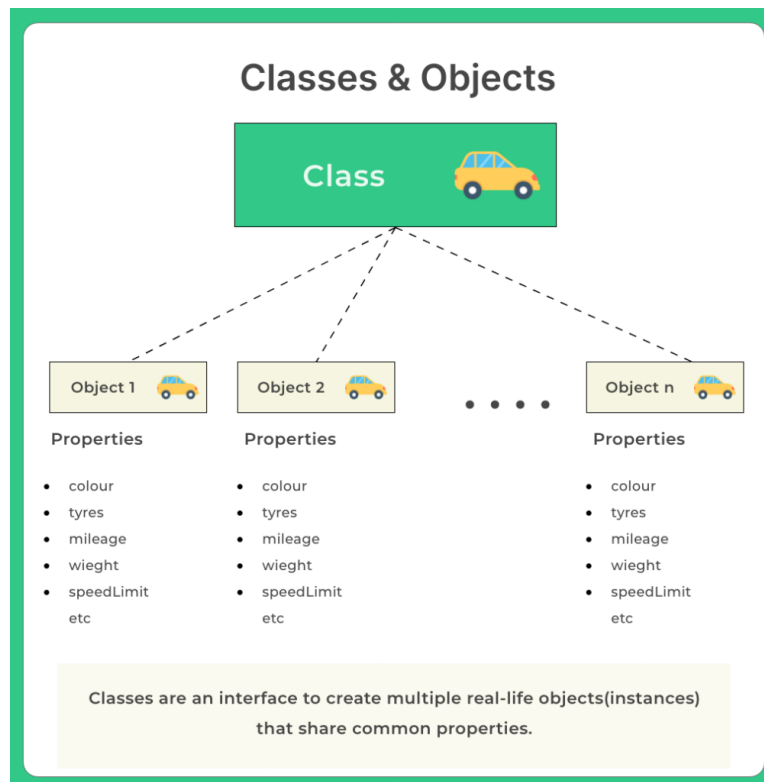 Classes & Objects
Class
Object 1
Object 2
Object n
Properties
Properties
Properties
colour
tyres
mileage
wieght
speedLimit
etc
colour
tyres
mileage
wieght
speedLimit
etc
colour
tyres
mileage
wieght
speedLimit
etc
Classes are an interface to create multiple real-life objects(instances)
that share common properties.